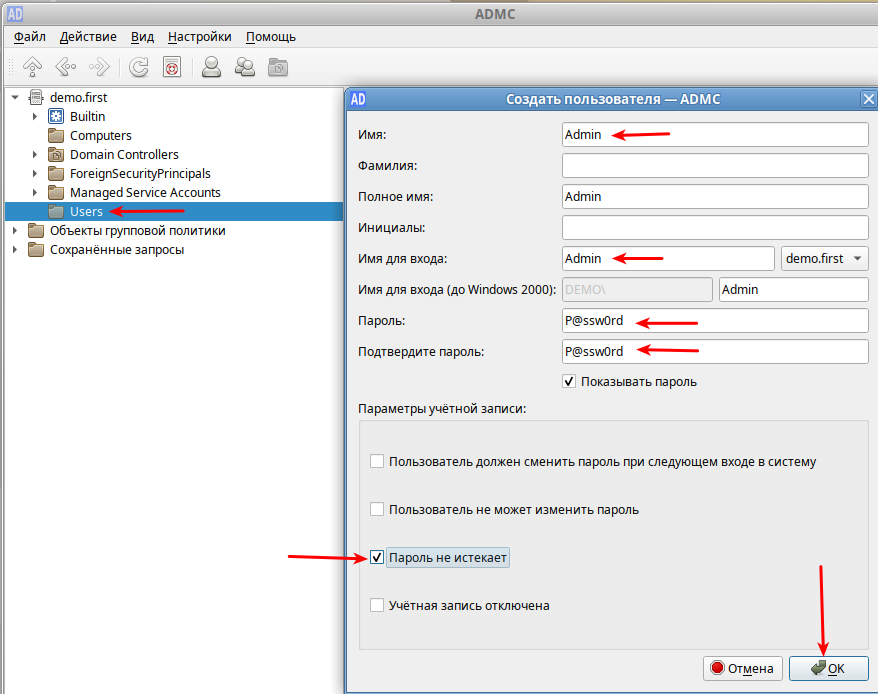 AD ADMC
Файл Действие Вид Настройки Помощь
demo.first
Builtin
Computers
Domain Controllers
ForeignSecurityPrincipals
Managed Service Accounts
Users
Объекты групповой политики
Сохранённые запросы
AD Создать пользователя — ADMC
Имя: Admin
Фамилия:
Полное имя: Admin
Инициалы:
Имя для входа: Admin demo.first
Имя для входа (до Windows 2000): DEMO\ Admin
Пароль: P@ssw0rd
Подтвердите пароль: P@ssw0rd
Показывать пароль
Параметры учётной записи:
Пользователь должен сменить пароль при следующем входе в систему
Пользователь не может изменить пароль
Пароль не истекает
Учётная запись отключена
Отмена OK